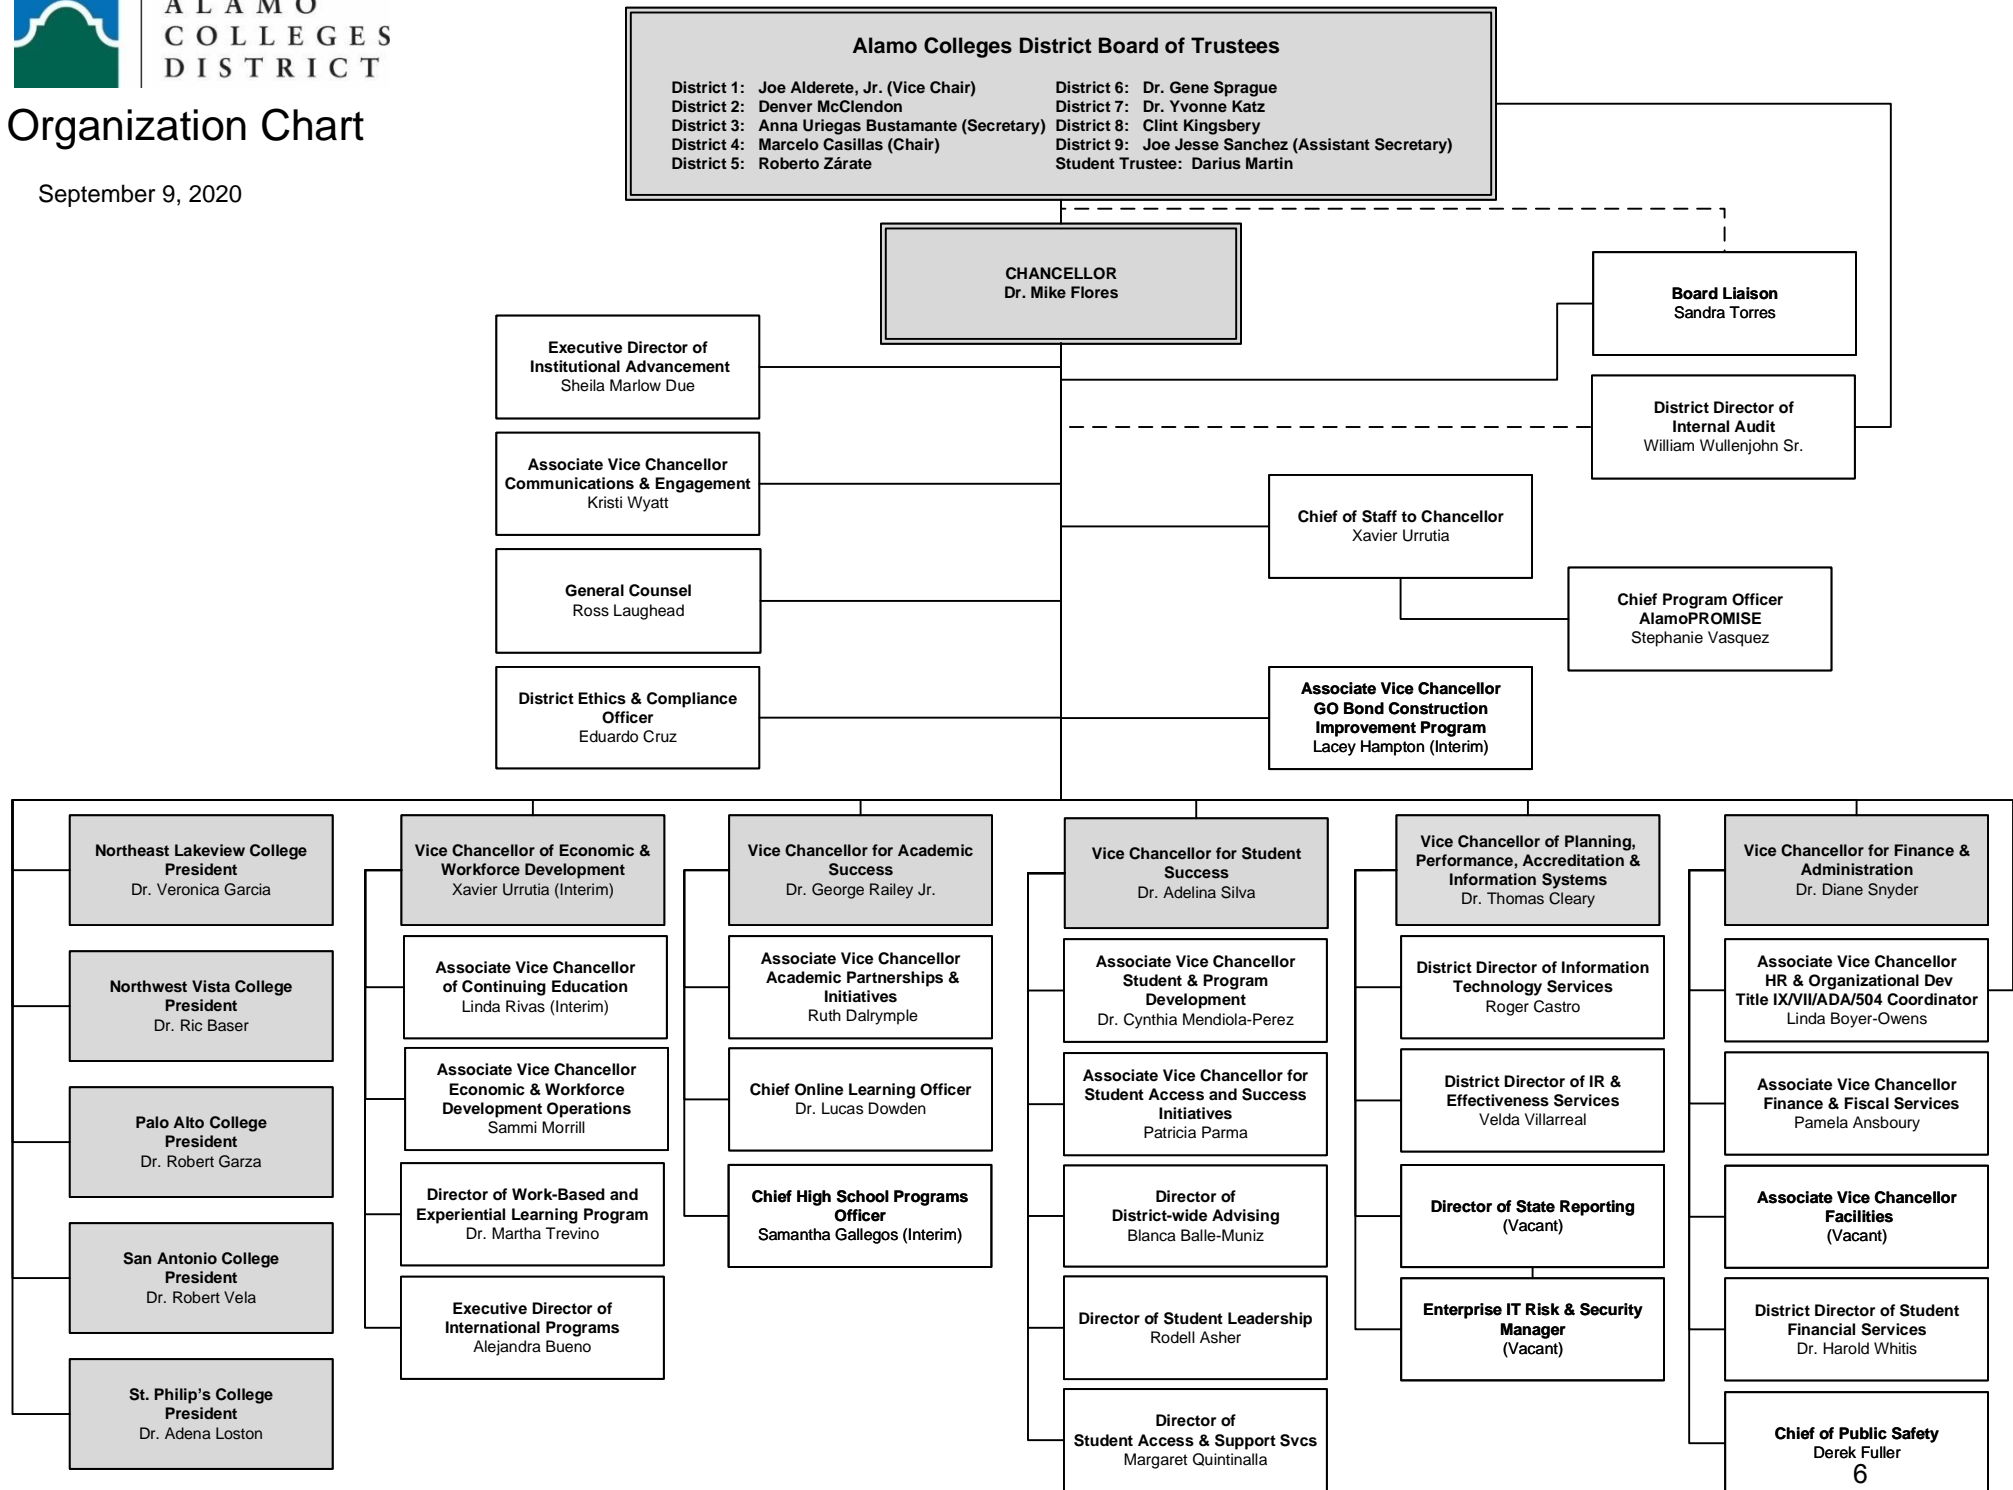 ALAMO
COLLEGES
DISTRICT
Organization Chart
September 9, 2020
Alamo Colleges District Board of Trustees
District 1: Joe Alderete, Jr. (Vice Chair)
District 2: Denver McClendon
District 3: Anna Uriegas Bustamante (Secretary)
District 4: Marcelo Casillas (Chair)
District 5: Roberto Zárate
District 6: Dr. Gene Sprague
District 7: Dr. Yvonne Katz
District 8: Clint Kingsbery
District 9: Joe Jesse Sanchez (Assistant Secretary)
Student Trustee: Darius Martin
CHANCELLOR
Dr. Mike Flores
Board Liaison
Sandra Torres
Executive Director of
Institutional Advancement
Sheila Marlow Due
District Director of
Internal Audit
William Wullenjohn Sr.
Associate Vice Chancellor
Communications & Engagement
Kristi Wyatt
Chief of Staff to Chancellor
Xavier Urrutia
General Counsel
Ross Laughead
Chief Program Officer
AlamoPROMISE
Stephanie Vasquez
District Ethics & Compliance
Officer
Eduardo Cruz
Associate Vice Chancellor
GO Bond Construction
Improvement Program
Lacey Hampton (Interim)
Northeast Lakeview College
President
Dr. Veronica Garcia
Northwest Vista College
President
Dr. Ric Baser
Palo Alto College
President
Dr. Robert Garza
San Antonio College
President
Dr. Robert Vela
St. Philip's College
President
Dr. Adena Loston
Vice Chancellor of Economic &
Workforce Development
Xavier Urrutia (Interim)
Associate Vice Chancellor
of Continuing Education
Linda Rivas (Interim)
Associate Vice Chancellor
Economic & Workforce
Development Operations
Sammi Morrill
Director of Work-Based and
Experiential Learning Program
Dr. Martha Trevino
Executive Director of
International Programs
Alejandra Bueno
Vice Chancellor for Academic
Success
Dr. George Railey Jr.
Associate Vice Chancellor
Academic Partnerships &
Initiatives
Ruth Dalrymple
Chief Online Learning Officer
Dr. Lucas Dowden
Chief High School Programs
Officer
Samantha Gallegos (Interim)
Vice Chancellor for Student
Success
Dr. Adelina Silva
Associate Vice Chancellor
Student & Program
Development
Dr. Cynthia Mendiola-Perez
Associate Vice Chancellor for
Student Access and Success
Initiatives
Patricia Parma
Director of
District-wide Advising
Blanca Balle-Muniz
Director of Student Leadership
Rodell Asher
Director of
Student Access & Support Svcs
Margaret Quintinalla
Vice Chancellor of Planning,
Performance, Accreditation &
Information Systems
Dr. Thomas Cleary
District Director of Information
Technology Services
Roger Castro
District Director of IR &
Effectiveness Services
Velda Villarreal
Director of State Reporting
(Vacant)
Enterprise IT Risk & Security
Manager
(Vacant)
Vice Chancellor for Finance &
Administration
Dr. Diane Snyder
Associate Vice Chancellor
HR & Organizational Dev
Title IX/VII/ADA/504 Coordinator
Linda Boyer-Owens
Associate Vice Chancellor
Finance & Fiscal Services
Pamela Ansboury
Associate Vice Chancellor
Facilities
(Vacant)
District Director of Student
Financial Services
Dr. Harold Whitis
Chief of Public Safety
Derek Fuller
6